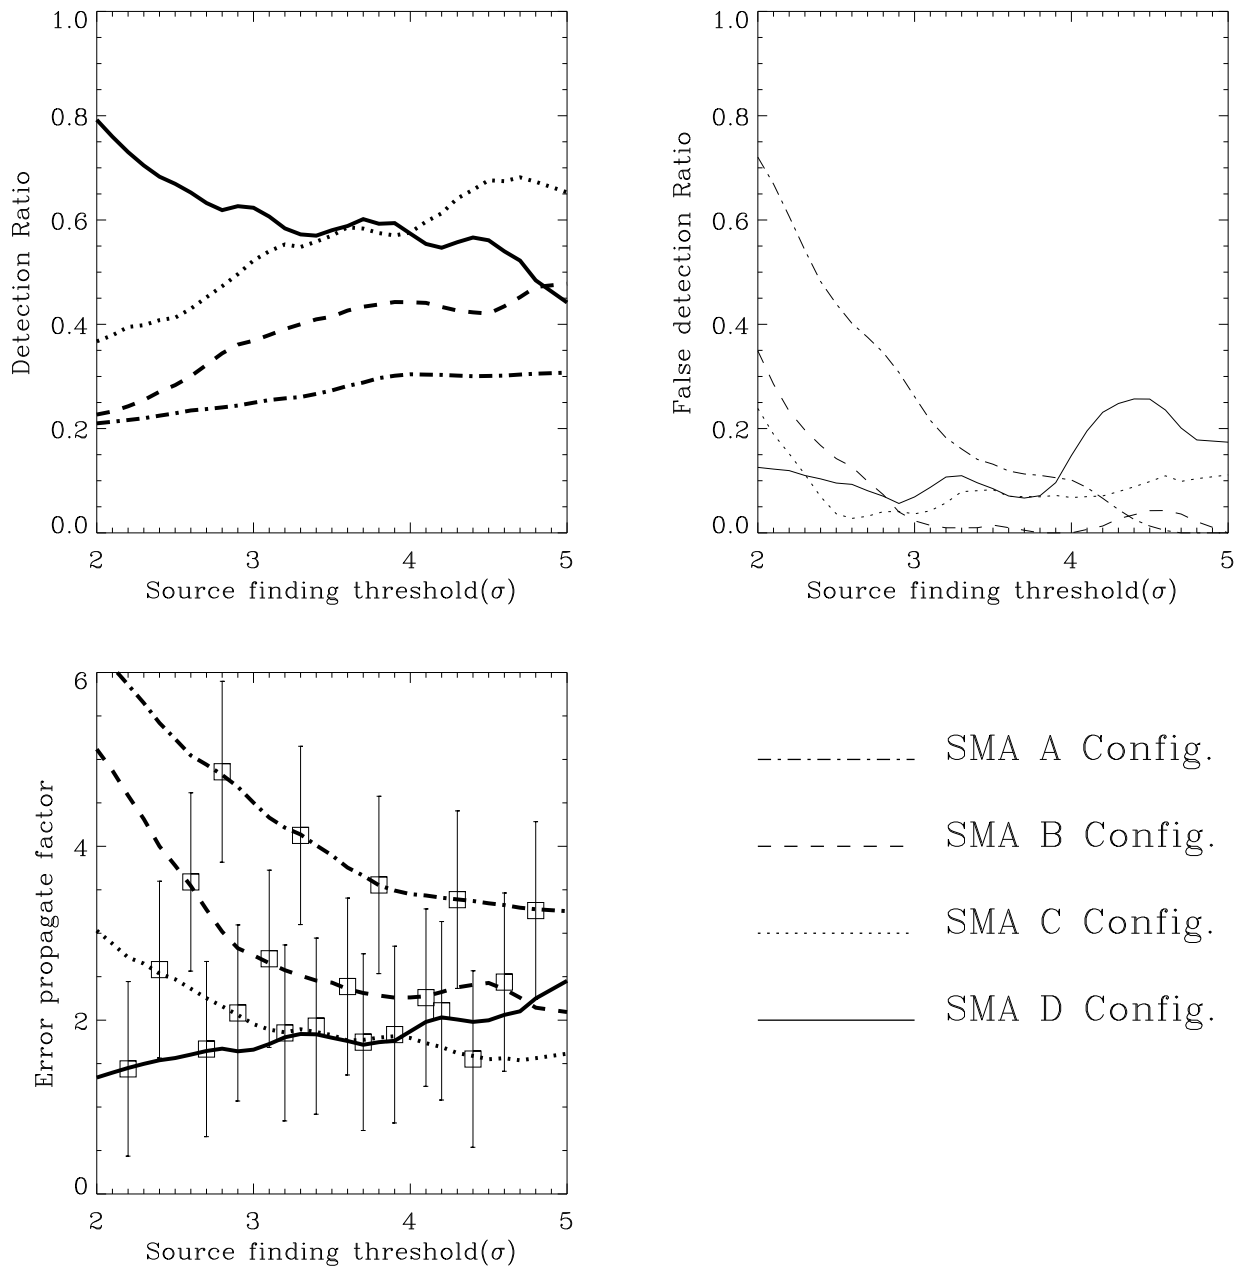 1.0
0.8
0.6
0.4
0.2
0.0
Detection Ratio
2 3 4 5
Source finding threshold(σ)
1.0
0.8
0.6
0.4
0.2
0.0
False detection Ratio
2 3 4 5
Source finding threshold(σ)
6
4
2
0
Error propagate factor
2 3 4 5
Source finding threshold(σ)
SMA A Config.
SMA B Config.
SMA C Config.
SMA D Config.